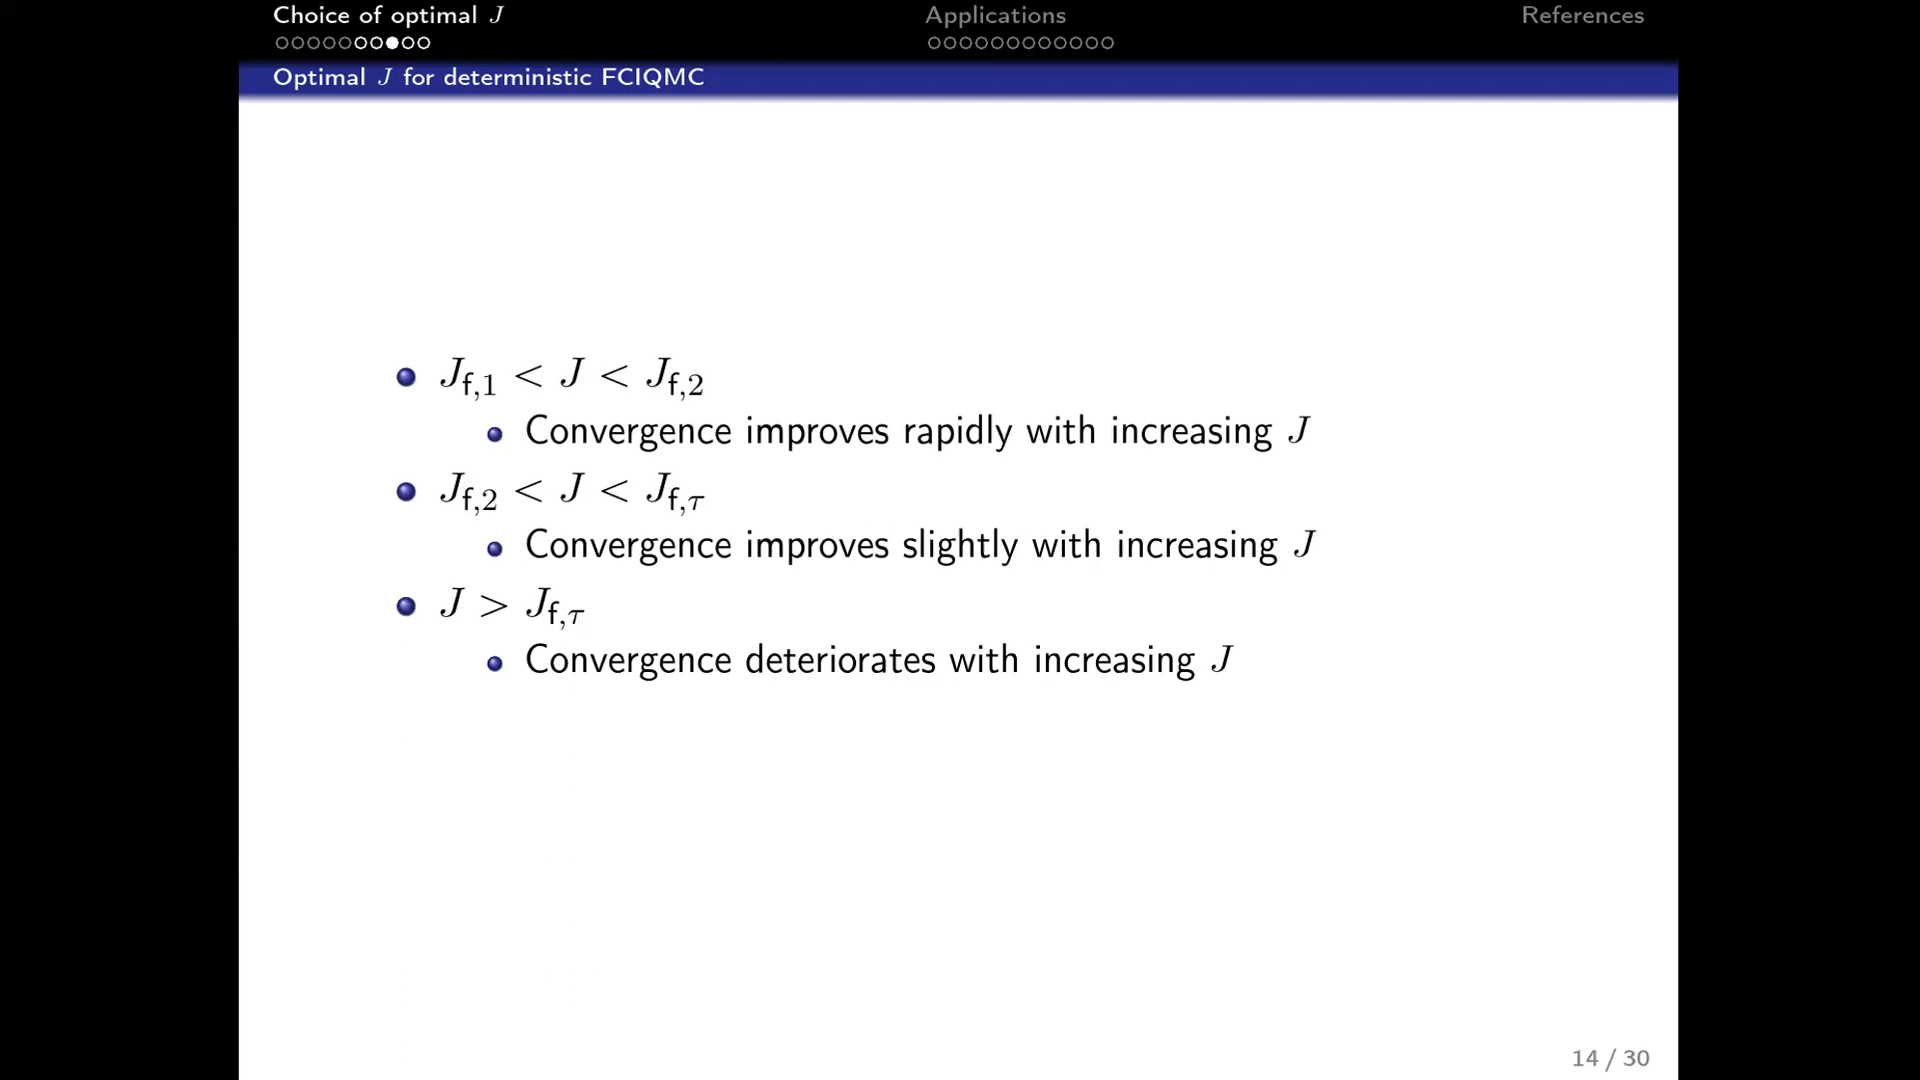 Choice of optimal J
Applications
References
Optimal J for deterministic FCIQMC
J_{f,1} < J < J_{f,2}
Convergence improves rapidly with increasing J
J_{f,2} < J < J_{f,τ}
Convergence improves slightly with increasing J
J > J_{f,τ}
Convergence deteriorates with increasing J
14 / 30